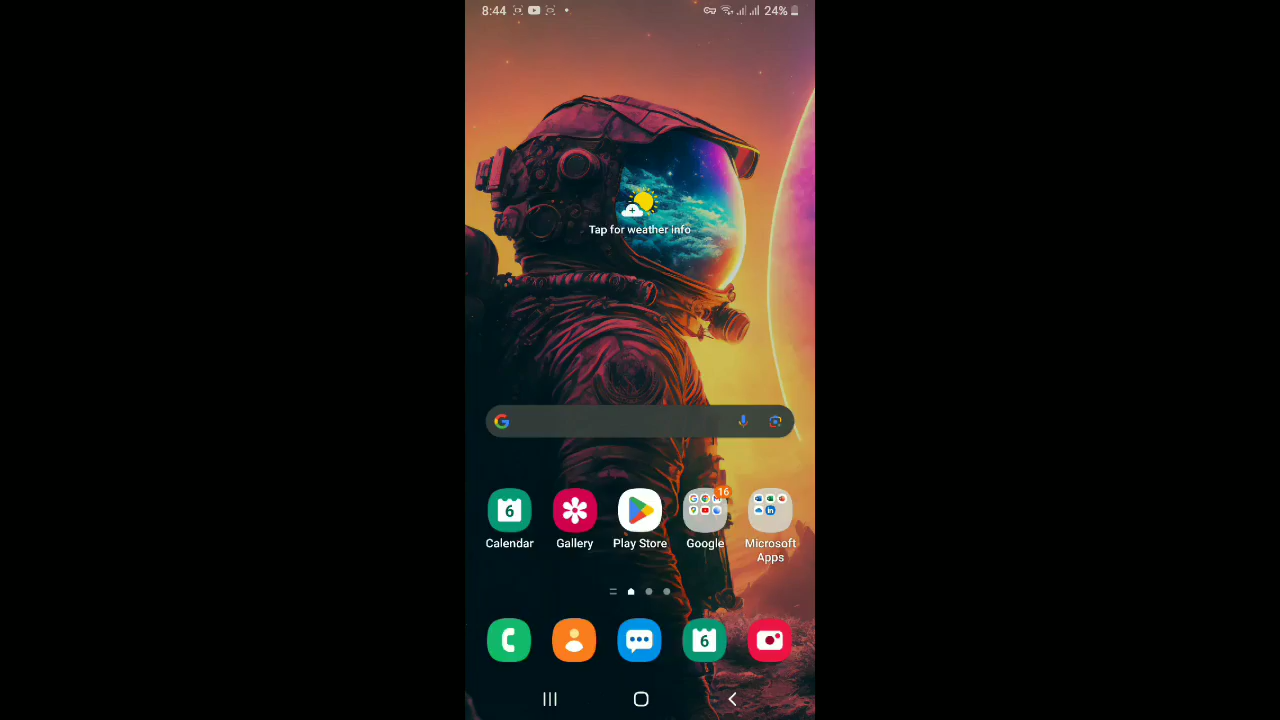 8:44
24%
Tap for weather info
16
6
Calendar
Gallery
Play Store
Google
Microsoft
Apps
6